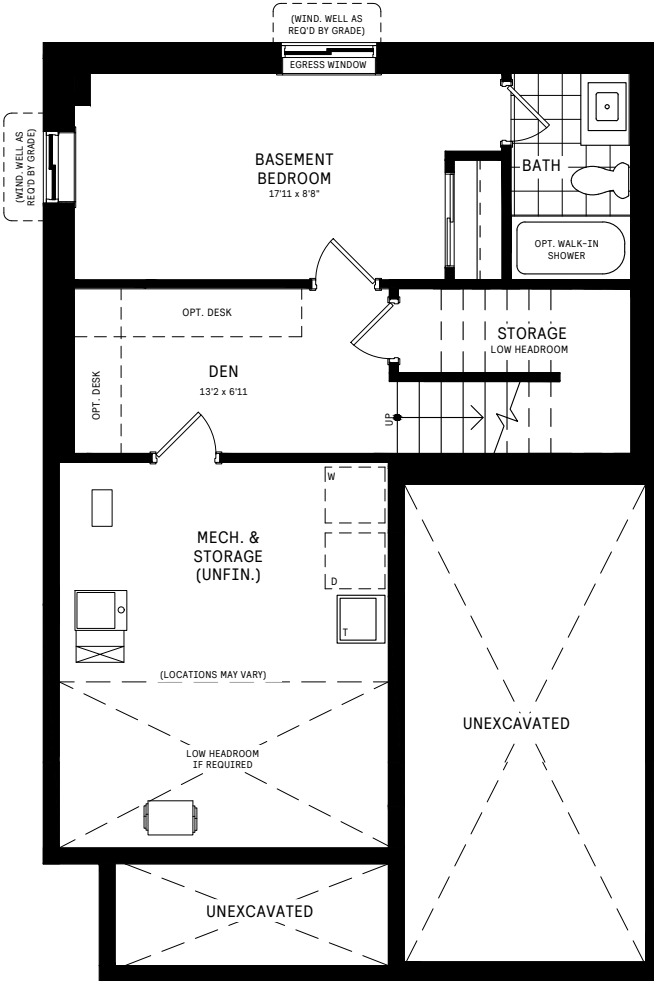 (WIND. WELL AS
REQ'D BY GRADE)
EGRESS WINDOW
(WIND. WELL AS
REQ'D BY GRADE)
BASEMENT
BEDROOM
17'11 x 8'8"
BATH
OPT. WALK-IN
SHOWER
OPT. DESK
STORAGE
LOW HEADROOM
DEN
13'2 x 6'11
OPT. DESK
UP
W
MECH. &
STORAGE
(UNFIN.)
D
T
(LOCATIONS MAY VARY)
LOW HEADROOM
IF REQUIRED
UNEXCAVATED
UNEXCAVATED